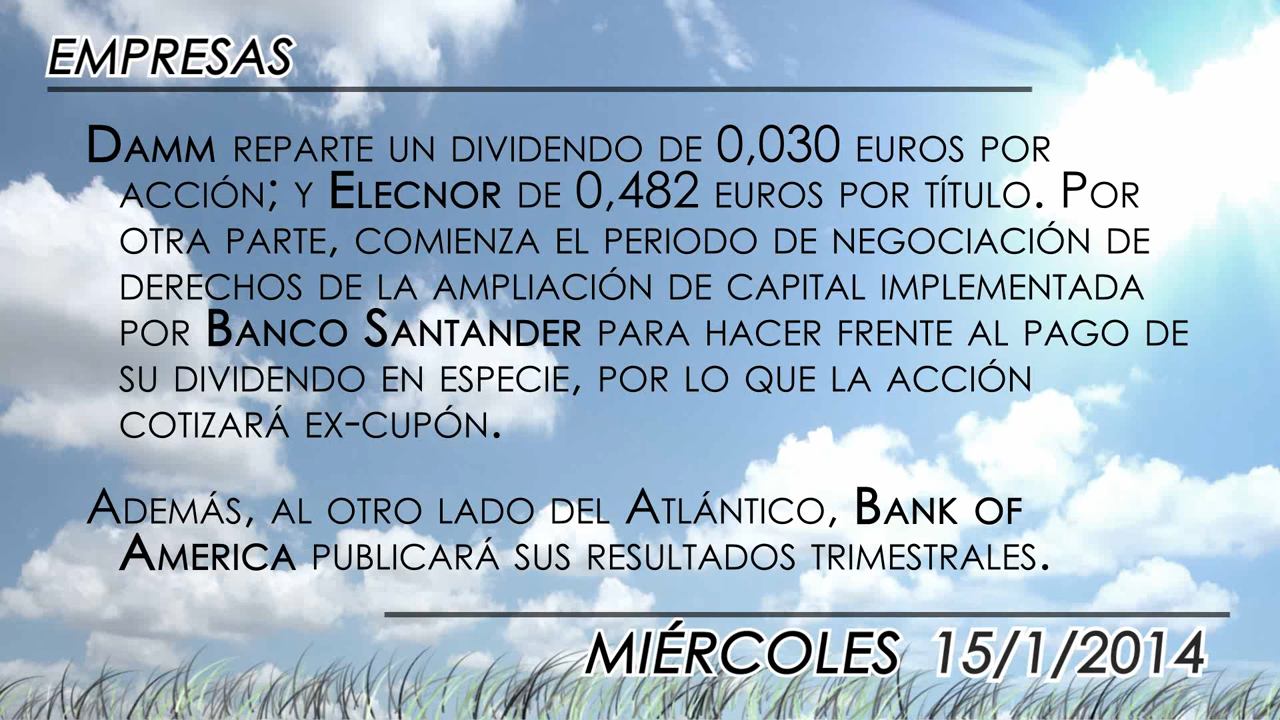 EMPRESAS
DAMM REPARTE UN DIVIDENDO DE 0,030 EUROS POR
ACCIÓN; Y ELECNOR DE 0,482 EUROS POR TÍTULO. POR
OTRA PARTE, COMIENZA EL PERIODO DE NEGOCIACIÓN DE
DERECHOS DE LA AMPLIACIÓN DE CAPITAL IMPLEMENTADA
POR BANCO SANTANDER PARA HACER FRENTE AL PAGO DE
SU DIVIDENDO EN ESPECIE, POR LO QUE LA ACCIÓN
COTIZARÁ EX-CUPÓN.
ADEMÁS, AL OTRO LADO DEL ATLÁNTICO, BANK OF
AMERICA PUBLICARÁ SUS RESULTADOS TRIMESTRALES.
MIÉRCOLES 15/1/2014